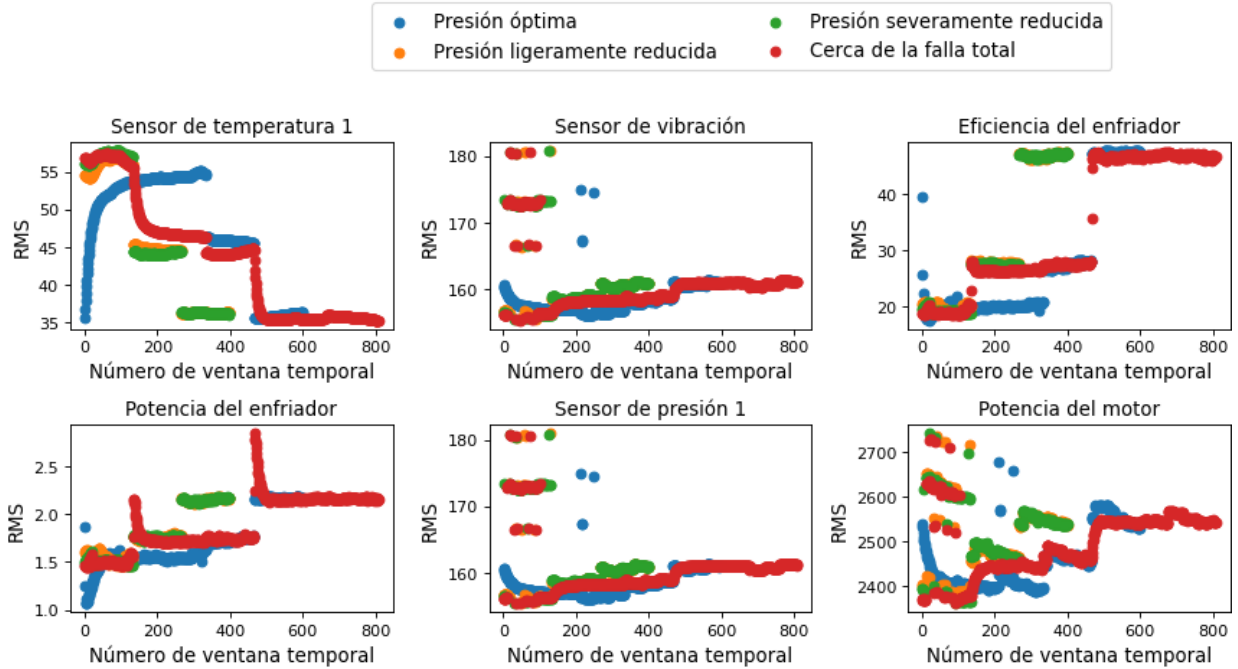 Presión óptima
Presión ligeramente reducida
Presión severamente reducida
Cerca de la falla total
Sensor de temperatura 1
Sensor de vibración
Eficiencia del enfriador
RMS
55
50
45
40
35
0 200 400 600 800
Número de ventana temporal
RMS
180
170
160
0 200 400 600 800
Número de ventana temporal
RMS
40
30
20
0 200 400 600 800
Número de ventana temporal
Potencia del enfriador
Sensor de presión 1
Potencia del motor
RMS
2.5
2.0
1.5
1.0
0 200 400 600 800
Número de ventana temporal
RMS
180
170
160
0 200 400 600 800
Número de ventana temporal
RMS
2700
2600
2500
2400
0 200 400 600 800
Número de ventana temporal